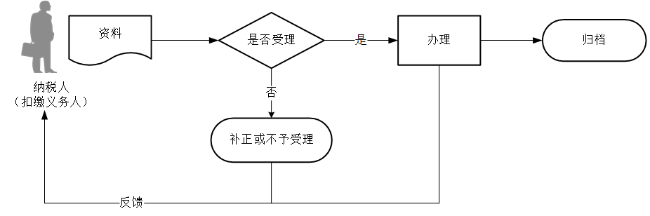 资料
是否受理
是
办理
归档
纳税人
（扣缴义务人）
否
补正或不予受理
反馈